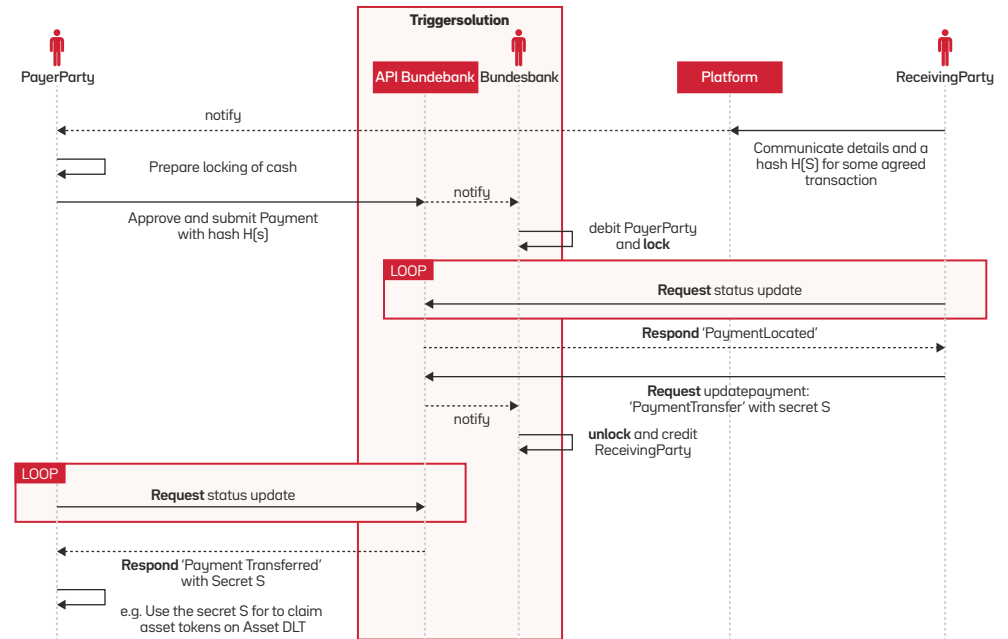 Triggersolution
PayerParty
API Bundebank
Bundesbank
Platform
ReceivingParty
notify
Communicate details and a
hash H(S) for some agreed
transaction
Prepare locking of cash
notify
Approve and submit Payment
with hash H(s)
debit PayerParty
and lock
LOOP
Request status update
Respond 'PaymentLocated'
Request updatepayment:
'PaymentTransfer' with secret S
notify
unlock and credit
ReceivingParty
LOOP
Request status update
Respond 'Payment Transferred'
with Secret S
e.g. Use the secret S for to claim
asset tokens on Asset DLT